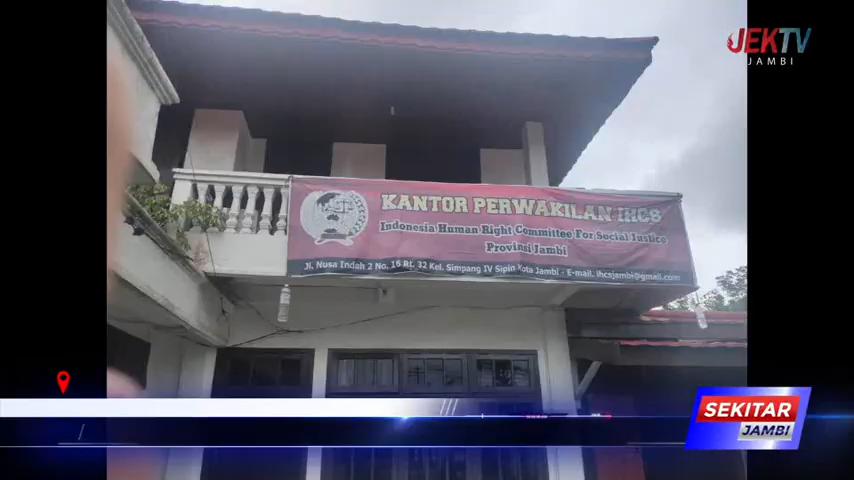 JEKTV
JAMBI
KANTOR PERWAKILAN IHCS
Indonesia Human Right Committee For Social Justice
Provinsi Jambi
Jl. Nusa Indah 2 No. 16 Rt. 32 Kel. Simpang IV Sipin Kota Jambi - E-mail. ihcsjambi@gmail.com
SEKITAR
JAMBI